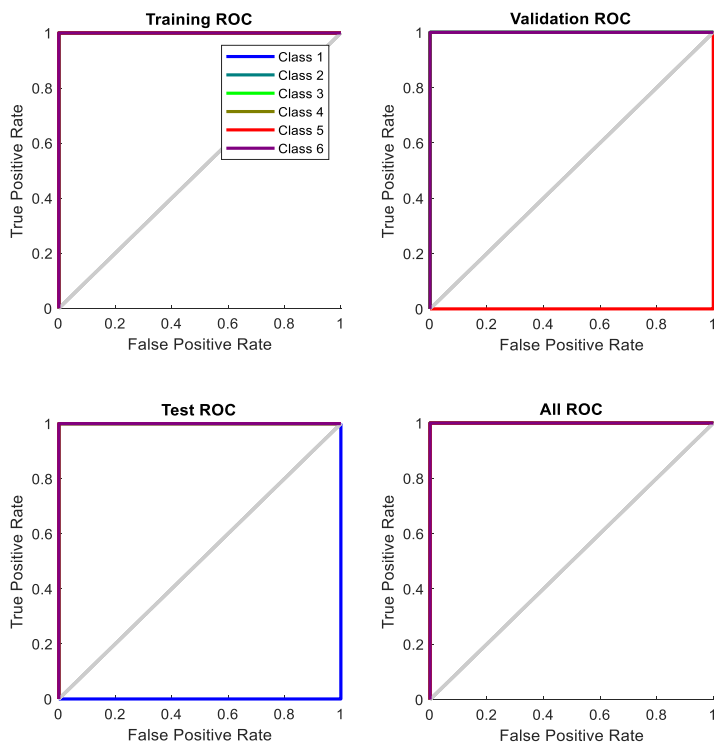 Training ROC
1
0.8
0.6
0.4
0.2
0
True Positive Rate
Class 1
Class 2
Class 3
Class 4
Class 5
Class 6
0 0.2 0.4 0.6 0.8 1
False Positive Rate
Validation ROC
1
0.8
0.6
0.4
0.2
0
True Positive Rate
0 0.2 0.4 0.6 0.8 1
False Positive Rate
Test ROC
1
0.8
0.6
0.4
0.2
0
True Positive Rate
0 0.2 0.4 0.6 0.8 1
False Positive Rate
All ROC
1
0.8
0.6
0.4
0.2
0
True Positive Rate
0 0.2 0.4 0.6 0.8 1
False Positive Rate